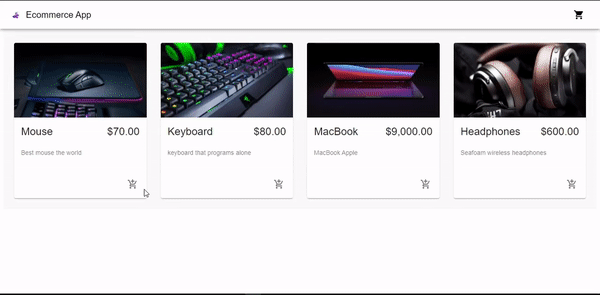 Ecommerce App
Mouse $70.00
Best mouse the world
Keyboard $80.00
keyboard that programs alone
MacBook $9,000.00
MacBook Apple
Headphones $600.00
Seafoam wireless headphones